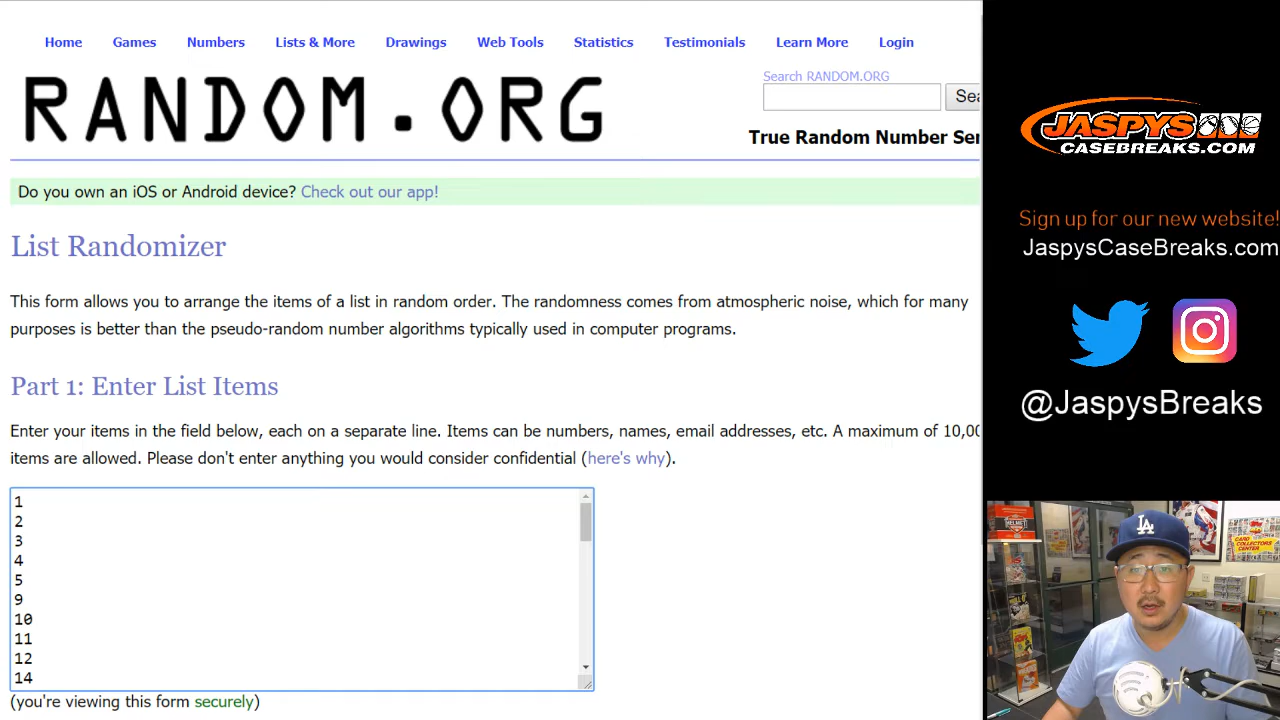 Home Games Numbers Lists & More Drawings Web Tools Statistics Testimonials Learn More Login
RANDOM.ORG
Search RANDOM.ORG
Sea
True Random Number Ser
Do you own an iOS or Android device? Check out our app!
List Randomizer
This form allows you to arrange the items of a list in random order. The randomness comes from atmospheric noise, which for many
purposes is better than the pseudo-random number algorithms typically used in computer programs.
Part 1: Enter List Items
Enter your items in the field below, each on a separate line. Items can be numbers, names, email addresses, etc. A maximum of 10,00
items are allowed. Please don't enter anything you would consider confidential (here's why).
1
2
3
4
5
9
10
11
12
14
(you're viewing this form securely)
JASPYS
CASEBREAKS.COM
Sign up for our new website!
JaspysCaseBreaks.com
@JaspysBreaks
HELMET
LA
CARD
COLLECTORS
CENTER